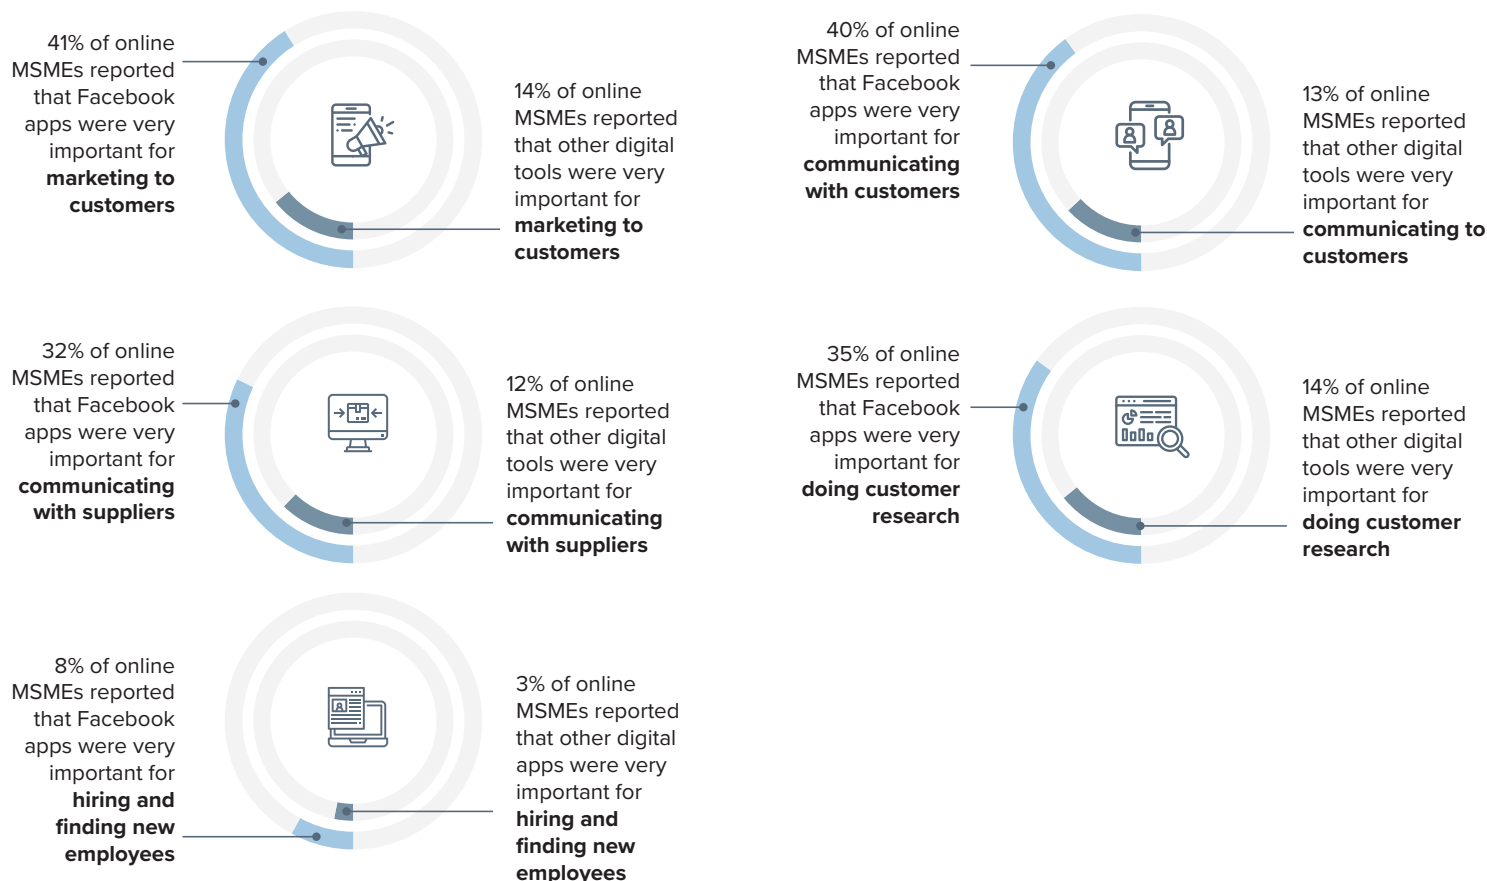 41% of online
MSMEs reported
that Facebook
apps were very
important for
marketing to
customers
14% of online
MSMEs reported
that other digital
tools were very
important for
marketing to
customers
40% of online
MSMEs reported
that Facebook
apps were very
important for
communicating
with customers
13% of online
MSMEs reported
that other digital
tools were very
important for
communicating to
customers
32% of online
MSMEs reported
that Facebook
apps were very
important for
communicating
with suppliers
12% of online
MSMEs reported
that other digital
tools were very
important for
communicating
with suppliers
35% of online
MSMEs reported
that Facebook
apps were very
important for
doing customer
research
14% of online
MSMEs reported
that other digital
tools were very
important for
doing customer
research
8% of online
MSMEs reported
that Facebook
apps were very
important for
hiring and
finding new
employees
3% of online
MSMEs reported
that other digital
apps were very
important for
hiring and
finding new
employees